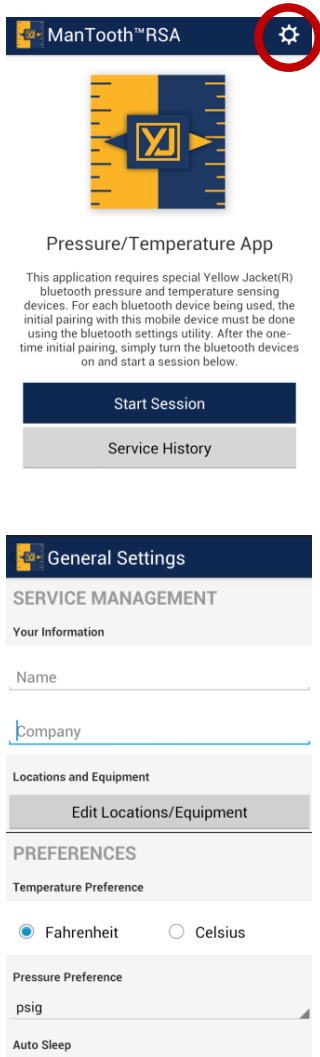 ManTooth™RSA
YJ
Pressure/Temperature App
This application requires special Yellow Jacket(R)
bluetooth pressure and temperature sensing
devices. For each bluetooth device being used, the
initial pairing with this mobile device must be done
using the bluetooth settings utility. After the one-
time initial pairing, simply turn the bluetooth devices
on and start a session below.
Start Session
Service History
General Settings
SERVICE MANAGEMENT
Your Information
Name
Company
Locations and Equipment
Edit Locations/Equipment
PREFERENCES
Temperature Preference
Fahrenheit Celsius
Pressure Preference
psig
Auto Sleep